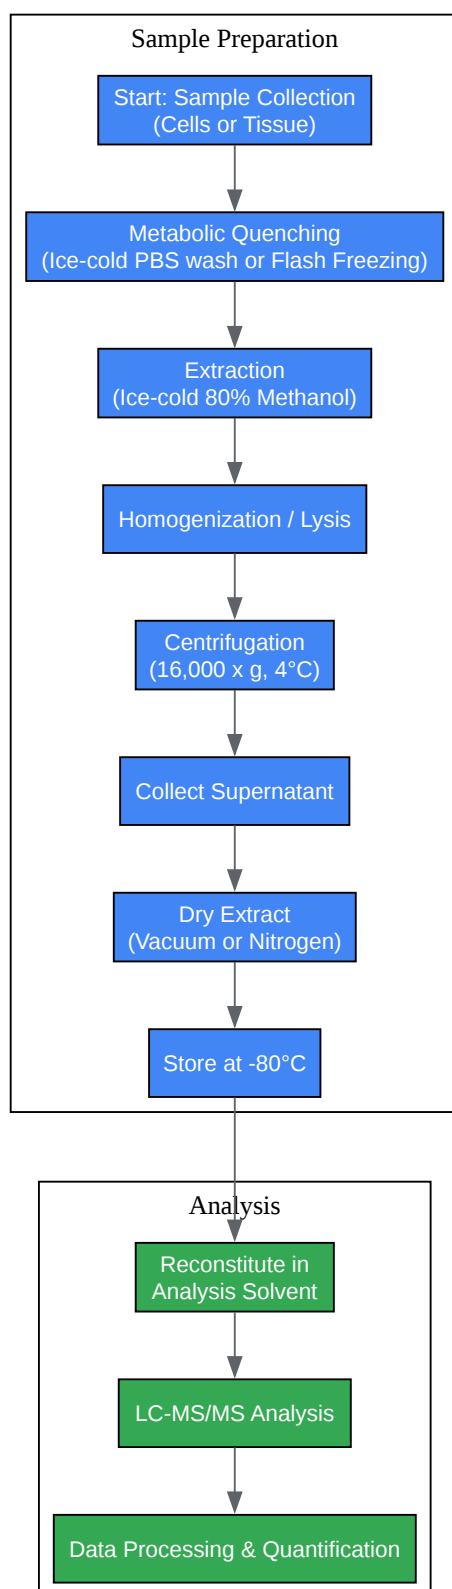 Sample Preparation
Start: Sample Collection
(Cells or Tissue)
Metabolic Quenching
(Ice-cold PBS wash or Flash Freezing)
Extraction
(Ice-cold 80% Methanol)
Homogenization / Lysis
Centrifugation
(16,000 x g, 4°C)
Collect Supernatant
Dry Extract
(Vacuum or Nitrogen)
Store at -80°C
Analysis
Reconstitute in
Analysis Solvent
LC-MS/MS Analysis
Data Processing & Quantification